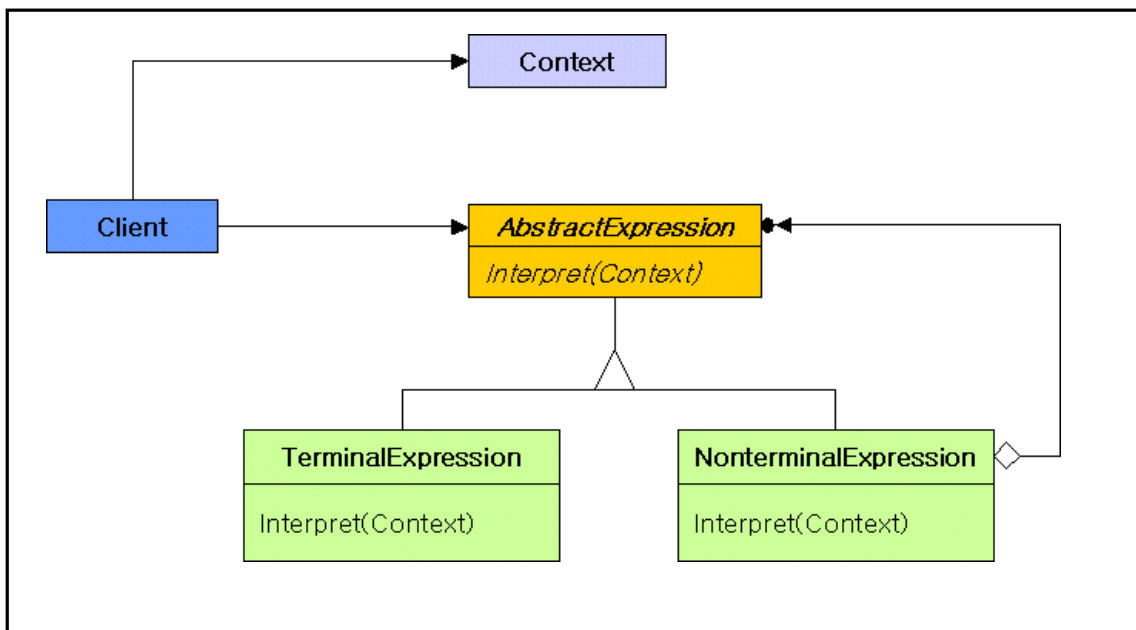 Context
Client
AbstractExpression
Interpret(Context)
TerminalExpression
Interpret(Context)
NonterminalExpression
Interpret(Context)